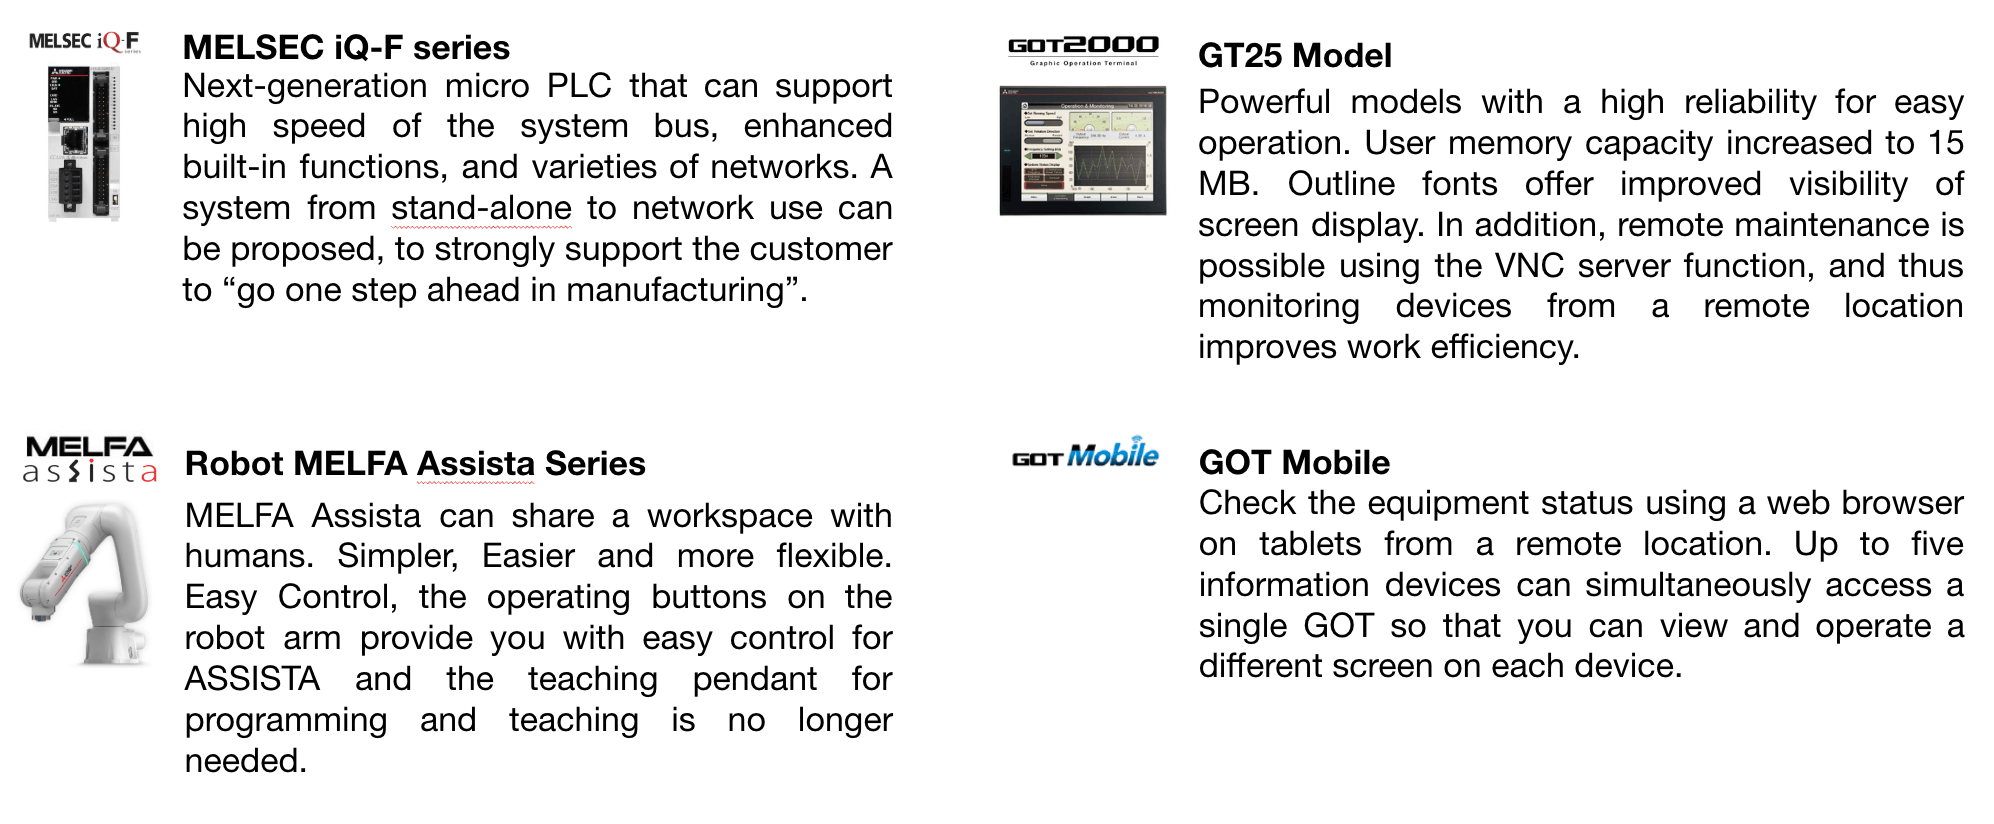 MELSEC iQ-F
series
MELSEC iQ-F series
Next-generation micro PLC that can support
high speed of the system bus, enhanced
built-in functions, and varieties of networks. A
system from stand-alone to network use can
be proposed, to strongly support the customer
to “go one step ahead in manufacturing”.
GOT2000
Graphic Operation Terminal
Operation & Monitoring
GT25 Model
Powerful models with a high reliability for easy
operation. User memory capacity increased to 15
MB. Outline fonts offer improved visibility of
screen display. In addition, remote maintenance is
possible using the VNC server function, and thus
monitoring devices from a remote location
improves work efficiency.
MELFA
assista
Robot MELFA Assista Series
MELFA Assista can share a workspace with
humans. Simpler, Easier and more flexible.
Easy Control, the operating buttons on the
robot arm provide you with easy control for
ASSISTA and the teaching pendant for
programming and teaching is no longer
needed.
GOT Mobile
GOT Mobile
Check the equipment status using a web browser
on tablets from a remote location. Up to five
information devices can simultaneously access a
single GOT so that you can view and operate a
different screen on each device.